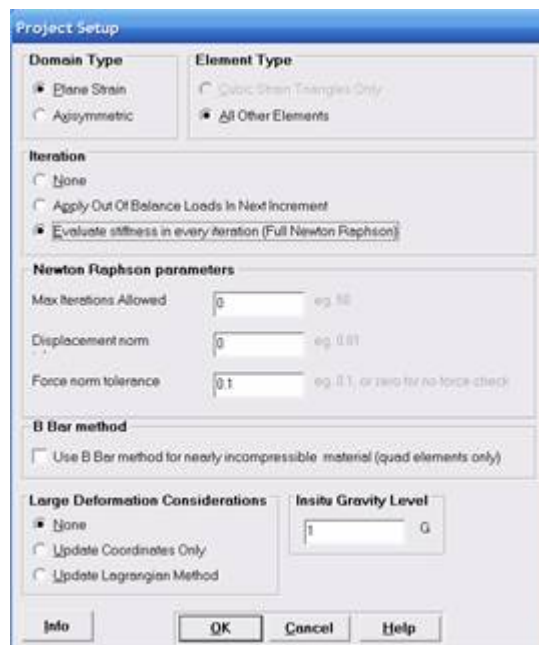 Project Setup
Domain Type
Plane Strain
Axisymmetric
Element Type
Cubic Strain Triangles Only
All Other Elements
Iteration
None
Apply Out Of Balance Loads In Next Increment
Evaluate stiffness in every iteration (Full Newton Raphson)
Newton Raphson parameters
Max Iterations Allowed
0
eg. 50
Displacement norm
0
eg. 0.01
Force norm tolerance
0.1
eg. 0.1, or zero for no force check
B Bar method
Use B Bar method for nearly incompressible material (quad elements only)
Large Deformation Considerations
None
Update Coordinates Only
Update Lagrangian Method
Insitu Gravity Level
1
G
Info
OK
Cancel
Help